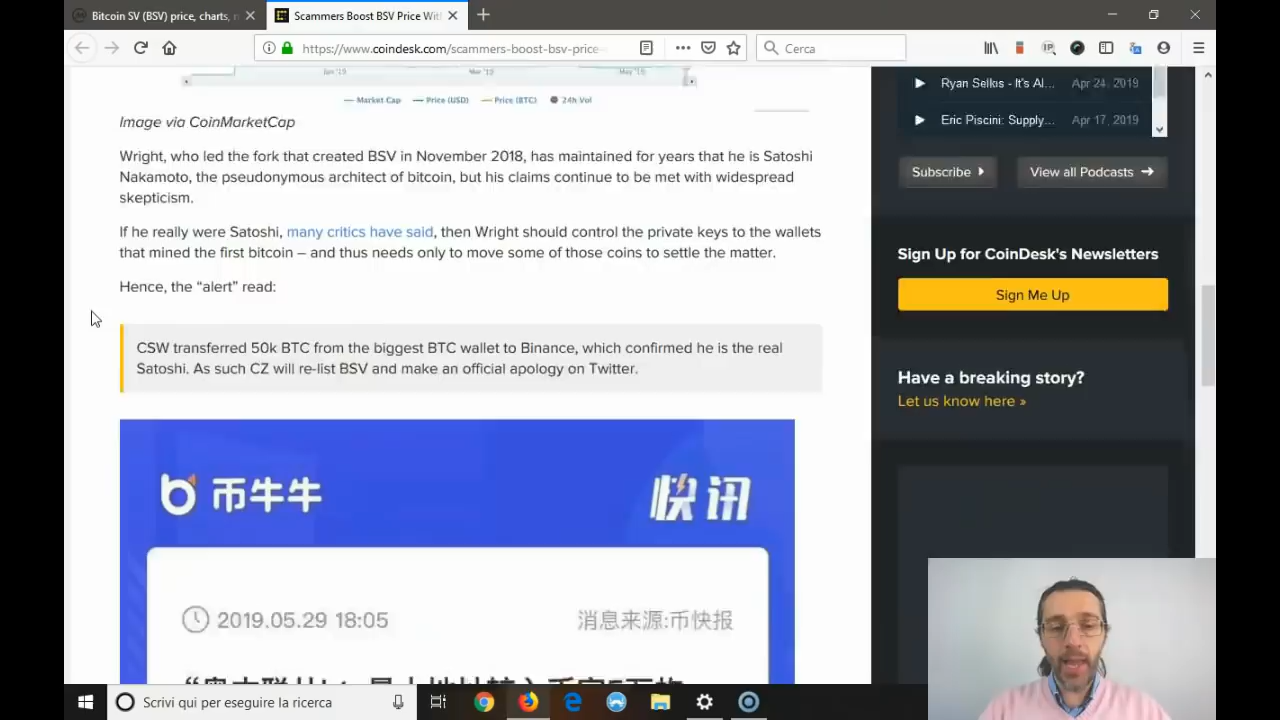 Bitcoin SV (BSV) price, charts,
Scammers Boost BSV Price Wit
https://www.coindesk.com/scammers-boost-bsv-price-
Cerca
Jan '19
Mar '19
May '19
Market Cap
Price (USD)
Price (BTC)
24h Vol
Image via CoinMarketCap
Wright, who led the fork that created BSV in November 2018, has maintained for years that he is Satoshi
Nakamoto, the pseudonymous architect of bitcoin, but his claims continue to be met with widespread
skepticism.
If he really were Satoshi, many critics have said, then Wright should control the private keys to the wallets
that mined the first bitcoin – and thus needs only to move some of those coins to settle the matter.
Hence, the “alert” read:
CSW transferred 50k BTC from the biggest BTC wallet to Binance, which confirmed he is the real
Satoshi. As such CZ will re-list BSV and make an official apology on Twitter.
币牛牛
快讯
2019.05.29 18:05
消息来源:币快报
Ryan Selkis - It's Al...
Apr 24, 2019
Eric Piscini: Supply...
Apr 17, 2019
Subscribe
View all Podcasts
Sign Up for CoinDesk's Newsletters
Sign Me Up
Have a breaking story?
Let us know here »
Scrivi qui per eseguire la ricerca